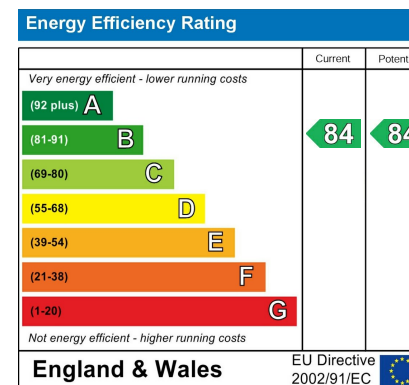 Energy Efficiency Rating
Current Potent
Very energy efficient - lower running costs
(92 plus) A
(81-91) B 84 84
(69-80) C
(55-68) D
(39-54) E
(21-38) F
(1-20) G
Not energy efficient - higher running costs
England & Wales
EU Directive
2002/91/EC